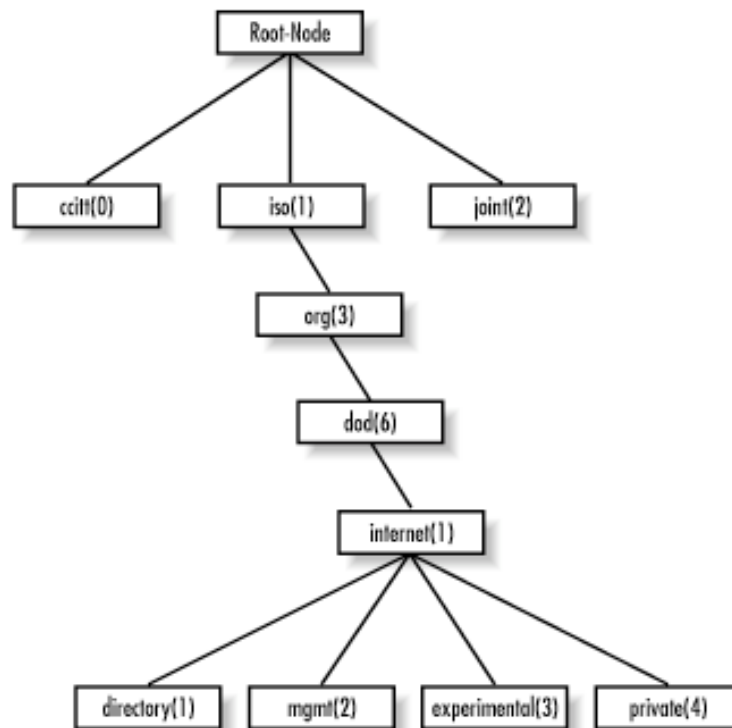 Root-Node
ccitt(0)
iso(1)
joint(2)
org(3)
dod(6)
internet(1)
directory(1)
mgmt(2)
experimental(3)
private(4)